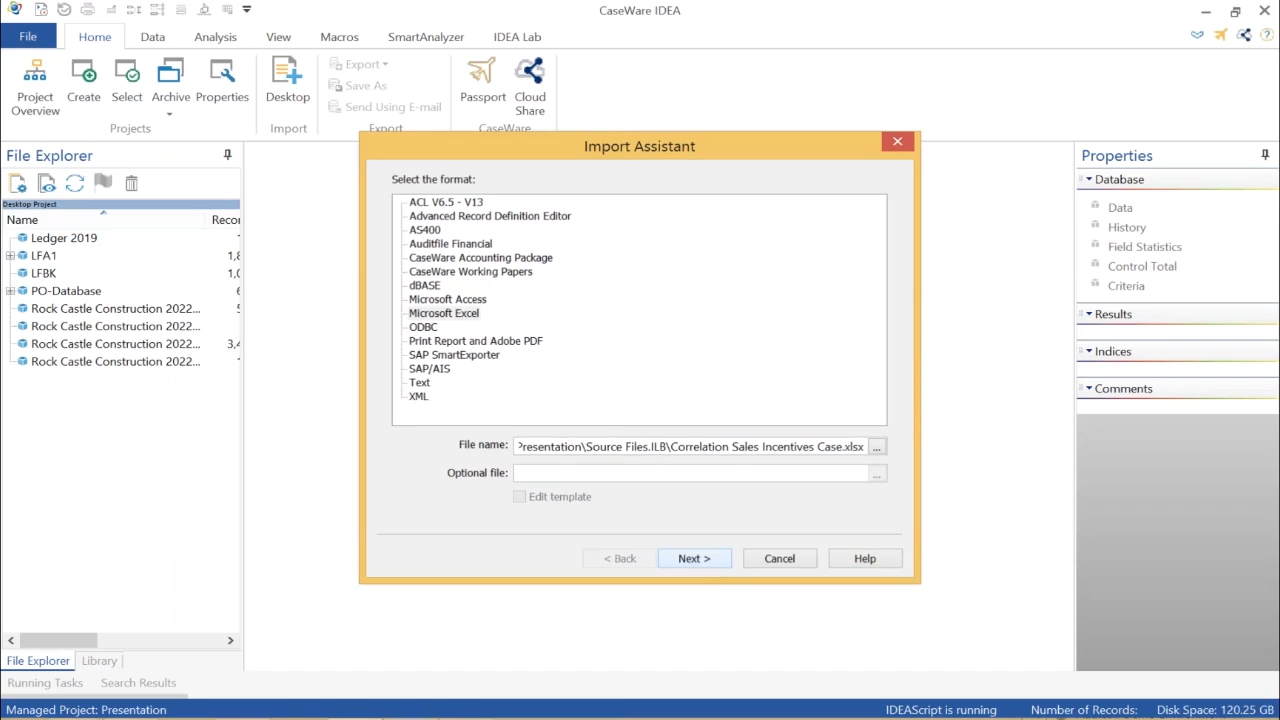 CaseWare IDEA
File
Home
Data
Analysis
View
Macros
SmartAnalyzer
IDEA Lab
Project Overview
Create
Select
Archive
Properties
Projects
Desktop
Import
Export
Save As
Send Using E-mail
Export
Passport
Cloud Share
CaseWare
File Explorer
Desktop Project
Name Recor
Ledger 2019 1
LFA1 1,8
LFBK 1,0
PO-Database 6
Rock Castle Construction 2022... 5
Rock Castle Construction 2022...
Rock Castle Construction 2022... 3,4
Rock Castle Construction 2022... 1
File Explorer
Library
Running Tasks
Search Results
Import Assistant
Select the format:
ACL V6.5 - V13
Advanced Record Definition Editor
AS400
Auditfile Financial
CaseWare Accounting Package
CaseWare Working Papers
dBASE
Microsoft Access
Microsoft Excel
ODBC
Print Report and Adobe PDF
SAP SmartExporter
SAP/AIS
Text
XML
File name: Presentation\Source Files.ILB\Correlation Sales Incentives Case.xlsx ...
Optional file: ...
Edit template
< Back
Next >
Cancel
Help
Properties
Database
Data
History
Field Statistics
Control Total
Criteria
Results
Indices
Comments
Managed Project: Presentation
IDEAScript is running
Number of Records:
Disk Space: 120.25 GB